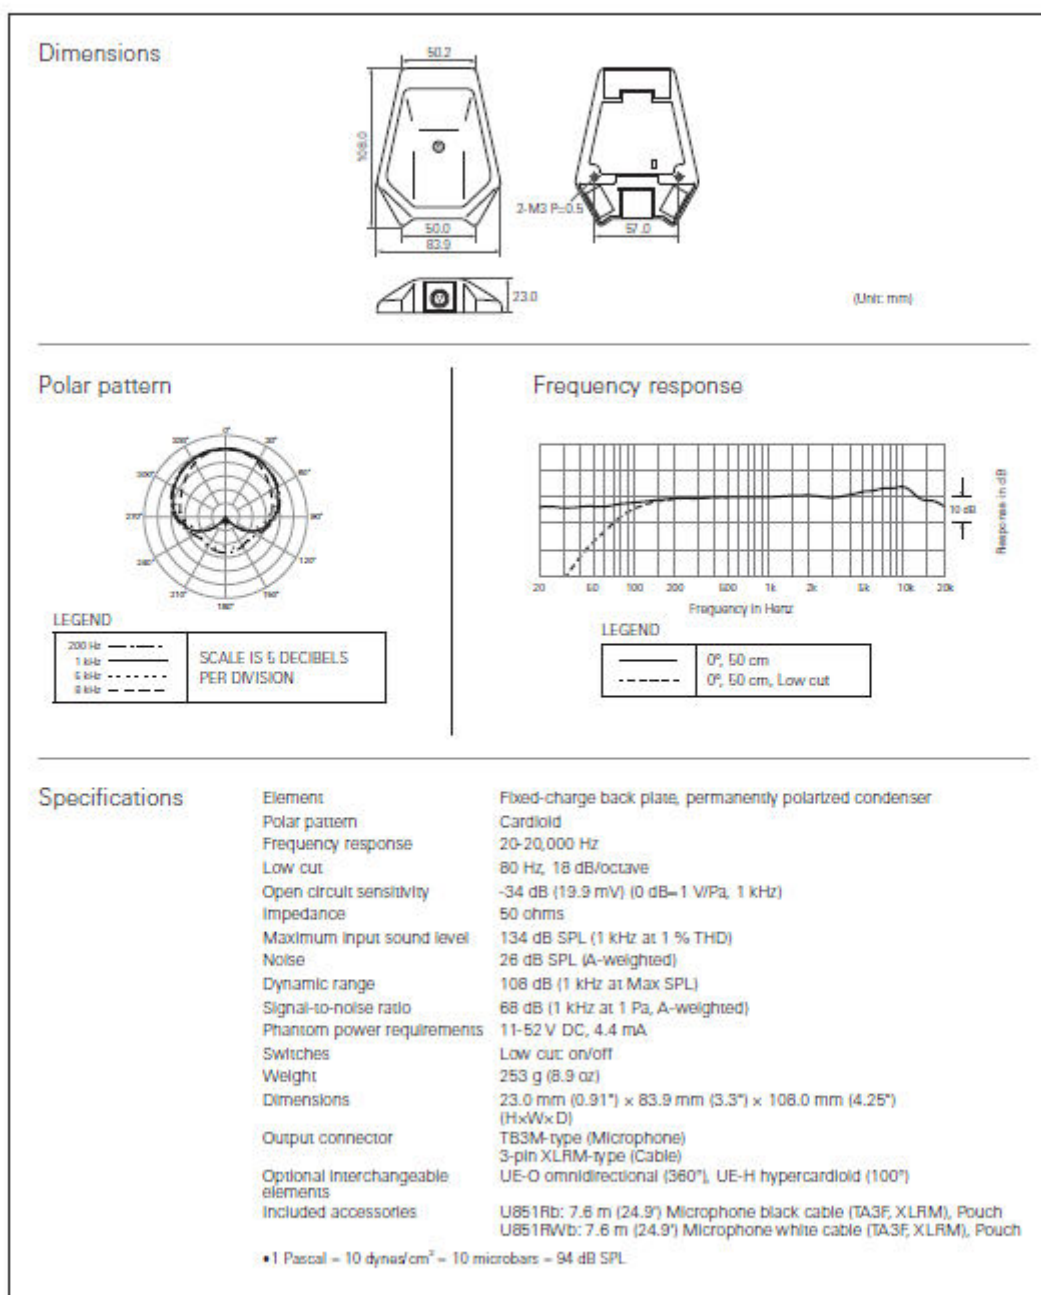 Dimensions
50.2
108.0
2-M3 P=0.5
50.0
57.0
83.9
23.0
(Unit: mm)
Polar pattern
Frequency response
0°
330°
30°
300°
60°
270°
90°
240°
120°
210°
150°
180°
10 dB
Response in dB
20
50
100
200
500
1k
2k
5k
10k
20k
Frequency in Hertz
LEGEND
200 Hz
1 kHz
5 kHz
8 kHz
SCALE IS 5 DECIBELS
PER DIVISION
LEGEND
0°, 50 cm
0°, 50 cm, Low cut
Specifications
Element Fixed-charge back plate, permanently polarized condenser
Polar pattern Cardioid
Frequency response 20-20,000 Hz
Low cut 80 Hz, 18 dB/octave
Open circuit sensitivity -34 dB (19.9 mV) (0 dB=1 V/Pa, 1 kHz)
Impedance 50 ohms
Maximum input sound level 134 dB SPL (1 kHz at 1 % THD)
Noise 26 dB SPL (A-weighted)
Dynamic range 108 dB (1 kHz at Max SPL)
Signal-to-noise ratio 68 dB (1 kHz at 1 Pa, A-weighted)
Phantom power requirements 11-52 V DC, 4.4 mA
Switches Low cut: on/off
Weight 253 g (8.9 oz)
Dimensions 23.0 mm (0.91") × 83.9 mm (3.3") × 108.0 mm (4.25")
(H×W×D)
Output connector TB3M-type (Microphone)
3-pin XLRM-type (Cable)
Optional interchangeable UE-O omnidirectional (360°), UE-H hypercardioid (100°)
elements
Included accessories U851Rb: 7.6 m (24.9') Microphone black cable (TA3F, XLRM), Pouch
U851RWb: 7.6 m (24.9') Microphone white cable (TA3F, XLRM), Pouch
•1 Pascal = 10 dynes/cm² = 10 microbars = 94 dB SPL